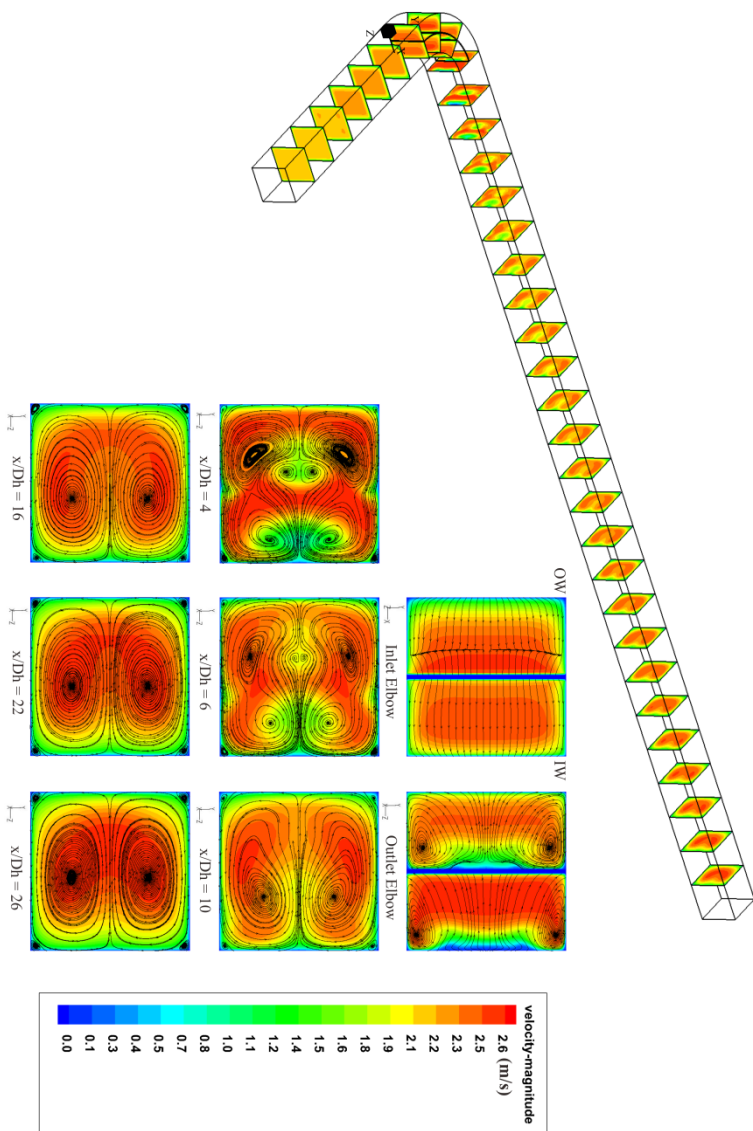 Y
Z
OW
IW
Inlet Elbow
Outlet Elbow
x/Dh = 4
x/Dh = 6
x/Dh = 10
x/Dh = 16
x/Dh = 22
x/Dh = 26
velocity-magnitude
(m/s)
2.6
2.5
2.3
2.2
2.1
1.9
1.8
1.7
1.5
1.4
1.2
1.1
1.0
0.8
0.7
0.6
0.4
0.3
0.1
0.0